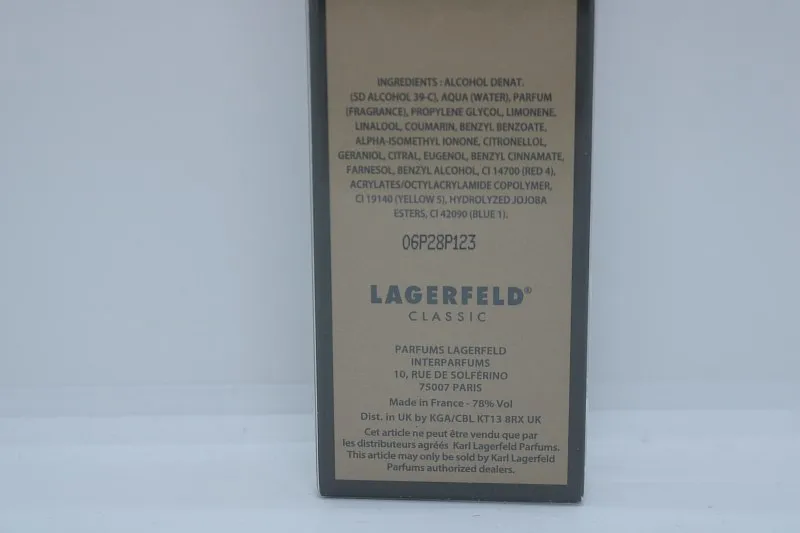 INGREDIENTS : ALCOHOL DENAT.
(SD ALCOHOL 39-C), AQUA (WATER), PARFUM
(FRAGRANCE), PROPYLENE GLYCOL, LIMONENE,
LINALOOL, COUMARIN, BENZYL BENZOATE,
ALPHA-ISOMETHYL IONONE, CITRONELLOL,
GERANIOL, CITRAL, EUGENOL, BENZYL CINNAMATE,
FARNESOL, BENZYL ALCOHOL, CI 14700 (RED 4),
ACRYLATES/OCTYLACRYLAMIDE COPOLYMER,
CI 19140 (YELLOW 5), HYDROLYZED JOJOBA
ESTERS, CI 42090 (BLUE 1).
06P28P123
LAGERFELD®
CLASSIC
PARFUMS LAGERFELD
INTERPARFUMS
10, RUE DE SOLFÉRINO
75007 PARIS
Made in France - 78% Vol
Dist. in UK by KGA/CBL KT13 8RX UK
Cet article ne peut être vendu que par
les distributeurs agréés Karl Lagerfeld Parfums.
This article may only be sold by Karl Lagerfeld
Parfums authorized dealers.